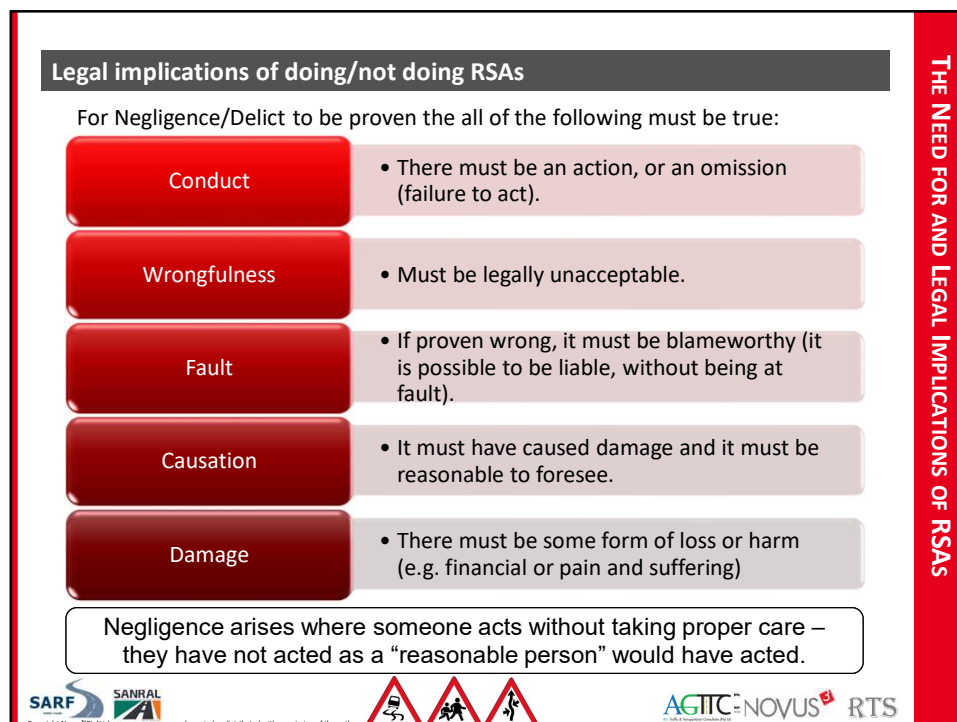 Legal implications of doing/not doing RSAs
For Negligence/Delict to be proven the all of the following must be true:
Conduct
• There must be an action, or an omission
(failure to act).
Wrongfulness
• Must be legally unacceptable.
Fault
• If proven wrong, it must be blameworthy (it
is possible to be liable, without being at
fault).
Causation
• It must have caused damage and it must be
reasonable to foresee.
Damage
• There must be some form of loss or harm
(e.g. financial or pain and suffering)
Negligence arises where someone acts without taking proper care –
they have not acted as a “reasonable person” would have acted.
THE NEED FOR AND LEGAL IMPLICATIONS OF RSAS
SARF
SANRAL
NOVUS3
RTS